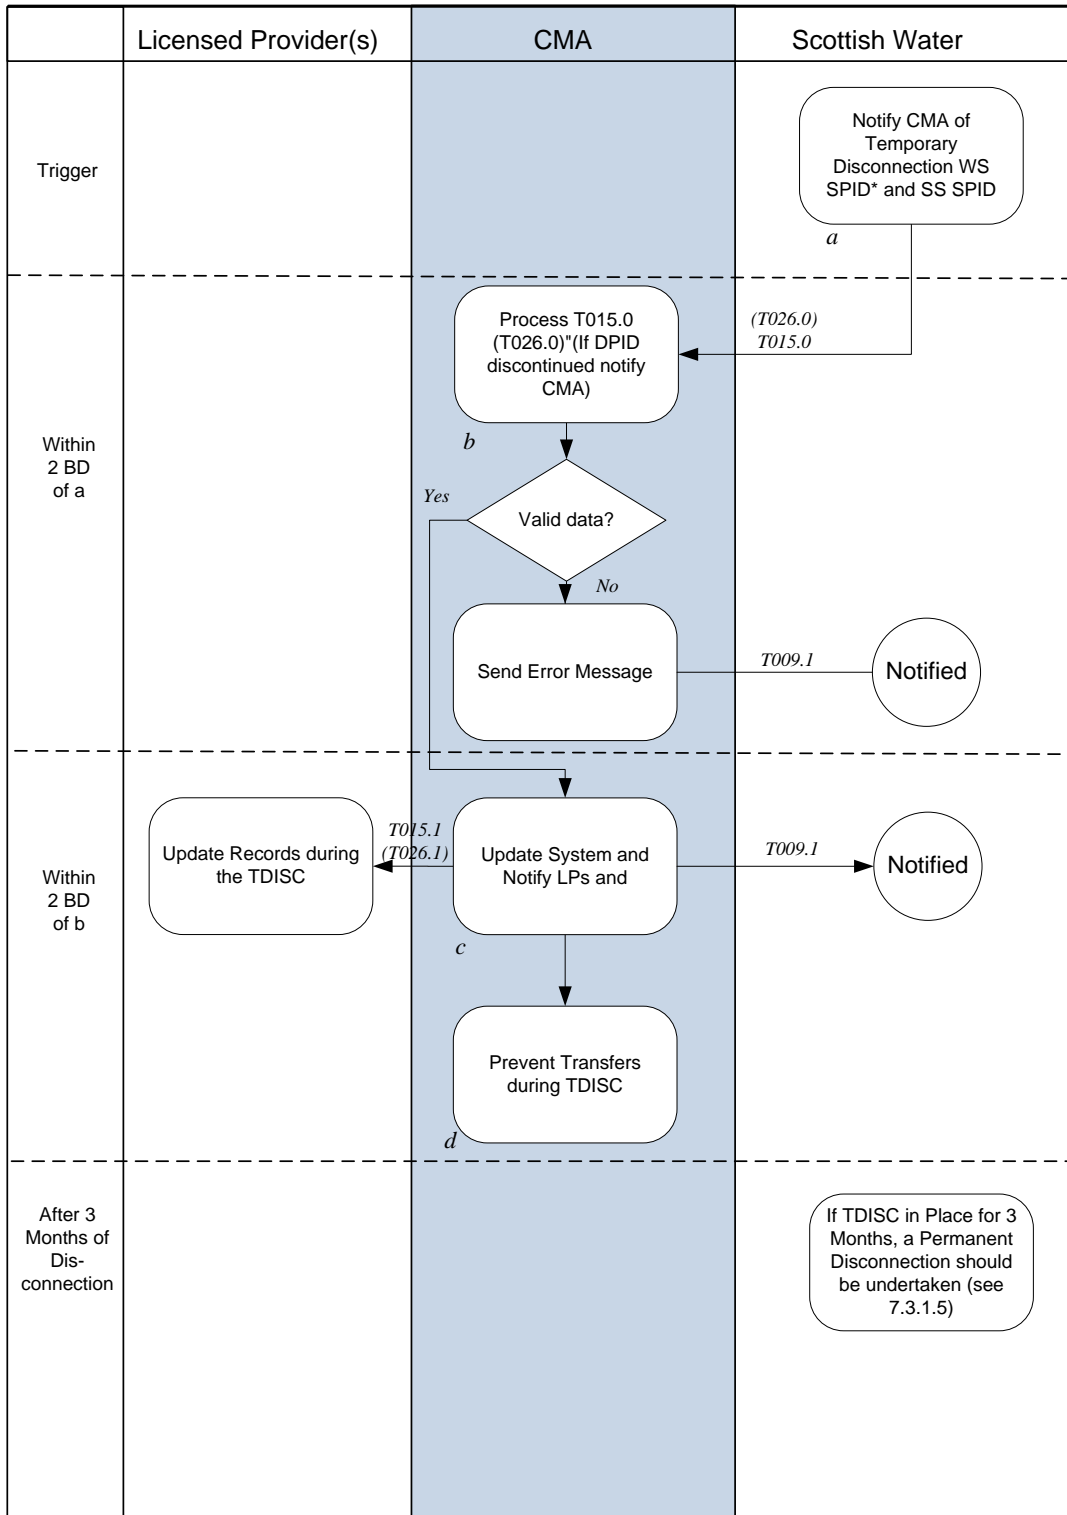 Licensed Provider(s)
CMA
Scottish Water
Trigger
Notify CMA of
Temporary
Disconnection WS
SPID* and SS SPID
a
Within
2 BD
of a
Process T015.0
(T026.0)"(If DPID
discontinued notify
CMA)
(T026.0)
T015.0
b
Yes
Valid data?
No
Send Error Message
T009.1
Notified
Within
2 BD
of b
Update Records during
the TDISC
T015.1
(T026.1)
Update System and
Notify LPs and
T009.1
Notified
c
Prevent Transfers
during TDISC
d
After 3
Months of
Dis-
connection
If TDISC in Place for 3
Months, a Permanent
Disconnection should
be undertaken (see
7.3.1.5)